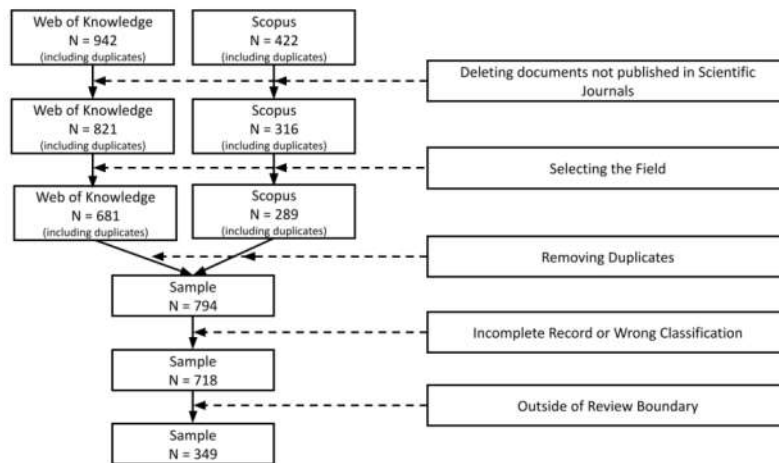 Web of Knowledge
N = 942
(including duplicates)
Scopus
N = 422
(including duplicates)
Deleting documents not published in Scientific
Journals
Web of Knowledge
N = 821
(including duplicates)
Scopus
N = 316
(including duplicates)
Selecting the Field
Web of Knowledge
N = 681
(including duplicates)
Scopus
N = 289
(including duplicates)
Removing Duplicates
Sample
N = 794
Incomplete Record or Wrong Classification
Sample
N = 718
Outside of Review Boundary
Sample
N = 349